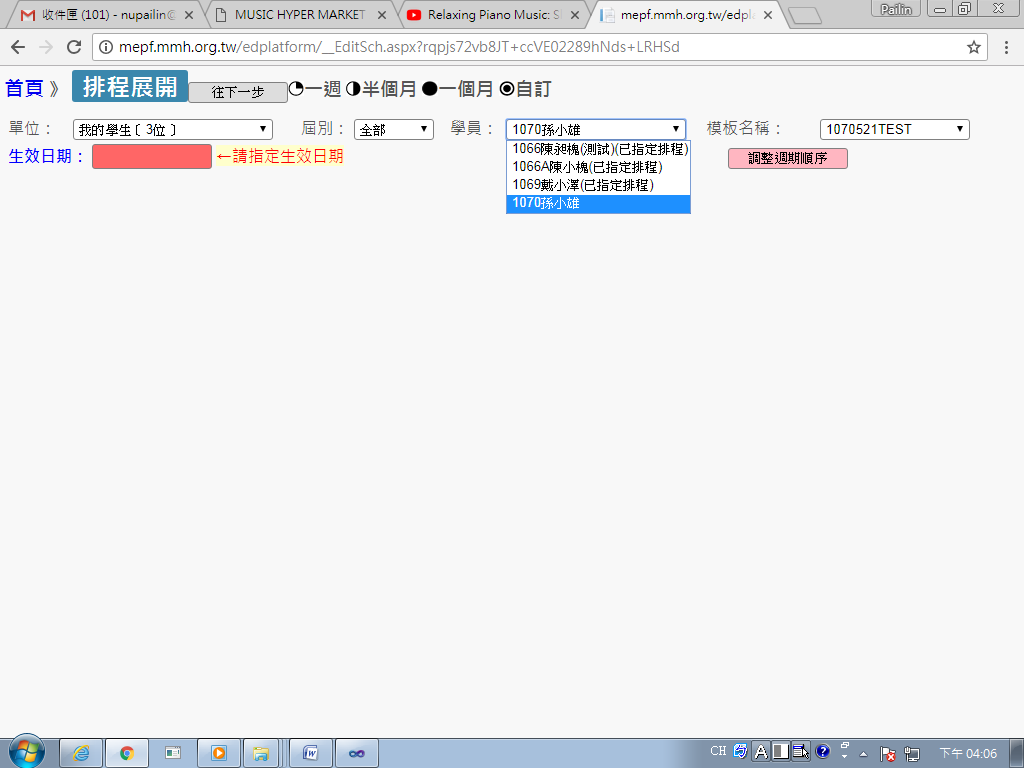 收件匣 (101) - nupailin@
MUSIC HYPER MARKET
Relaxing Piano Music: S
mepf.mmh.org.tw/edpl
Pailin
mepf.mmh.org.tw/edplatform/__EditSch.aspx?rqpjs72vb8JT+ccVE02289hNds+LRHSd
首頁 》 排程展開 往下一步 一週 半個月 一個月 自訂
單位： 我的學生〔 3位 〕 屆別： 全部 學員： 1070孫小雄 模板名稱： 1070521TEST
生效日期： ←請指定生效日期 調整週期順序
1066陳昶槐(測試)(已指定排程)
1066A陳小槐(已指定排程)
1069戴小澤(已指定排程)
1070孫小雄
CH A 下午 04:06